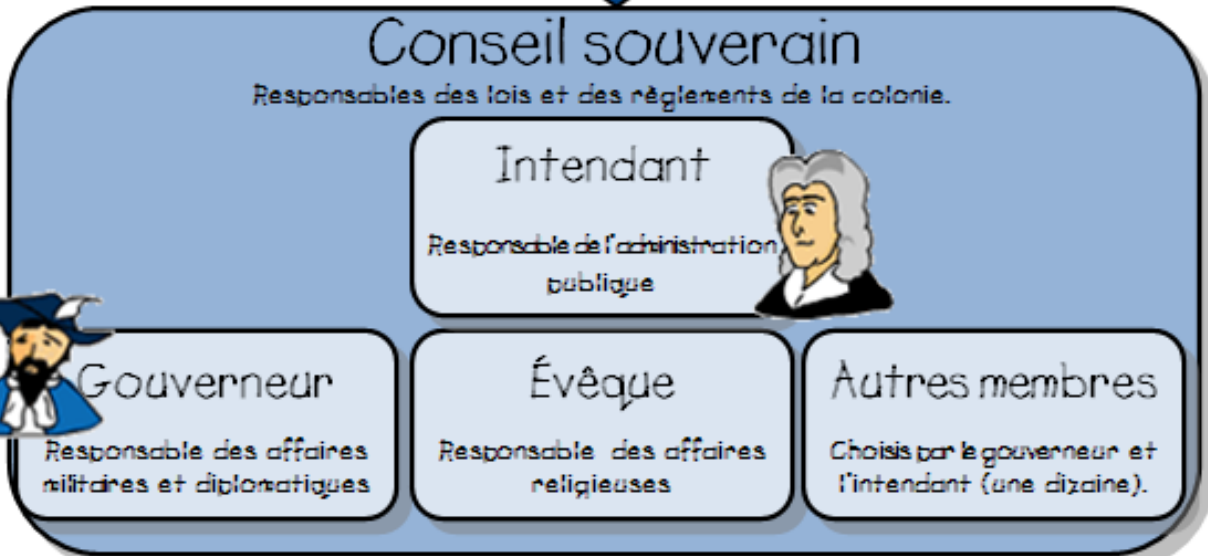 Conseil souverain
Responsables des lois et des règlements de la colonie.
Intendant
Responsable de l'administration
publique
Gouverneur
Responsable des affaires
militaires et diplomatiques
Évêque
Responsable des affaires
religieuses
Autres membres
Choisis par le gouverneur et
l'intendant (une dizaine).